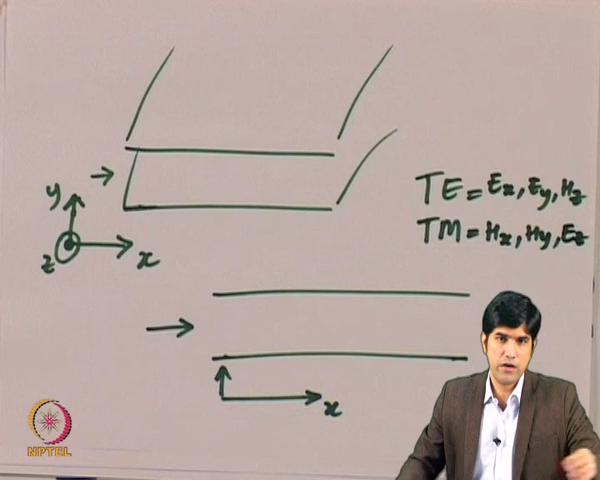 TE = Ex, Ey, Hz
TM = Hx, Hy, Ez
y
z
x
x
NPTEL